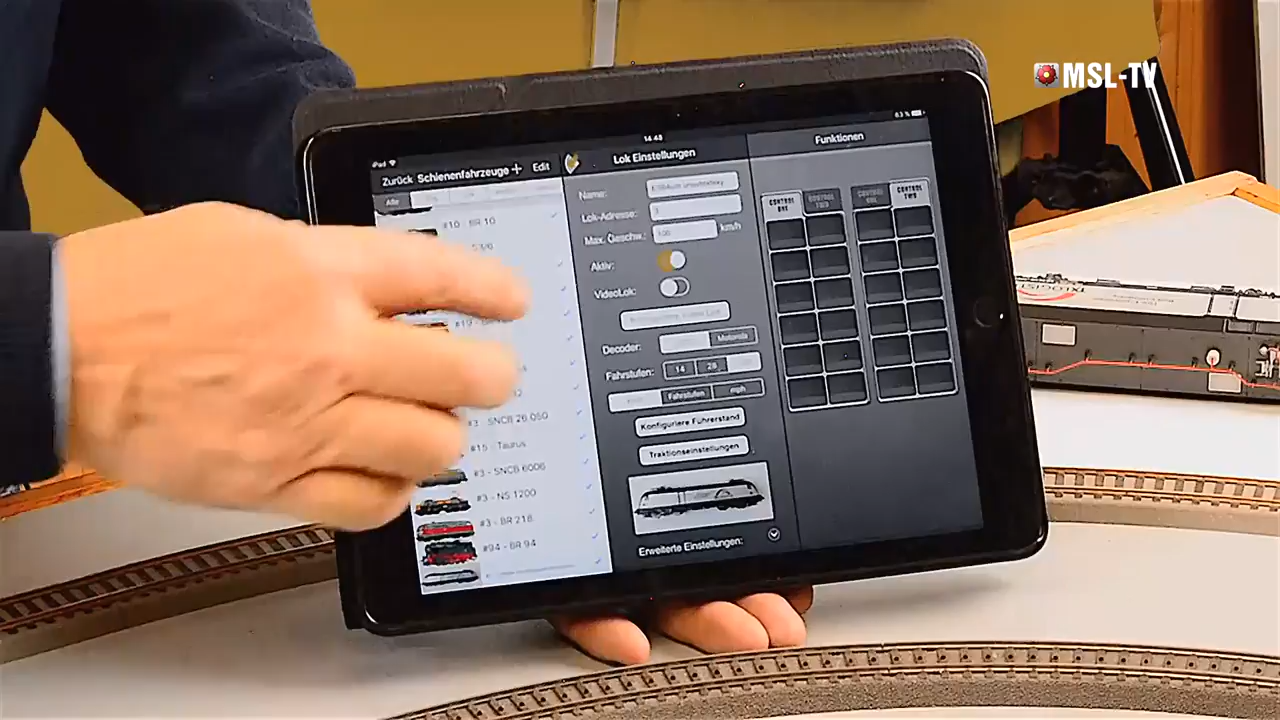 MSL-TV
iPad
14:48
83 %
Zurück Schienenfahrzeuge + Edit
Lok Einstellungen
Funktionen
Alle
#10 - BR 10
#3 - SNCB 26.050
#15 - Taurus
#3 - SNCB 6006
#3 - NS 1200
#3 - BR 218
#94 - BR 94
Name:
Lok-Adresse:
Max. Geschw.:
km/h
Aktiv:
VideoLok:
Decoder:
Motorola
Fahrstufen:
14
28
Fahrstufen
mph
Konfiguriere Führerstand
Traktionseinstellungen
Erweiterte Einstellungen:
CONTROL ONE
CONTROL TWO
CONTROL ONE
CONTROL TWO